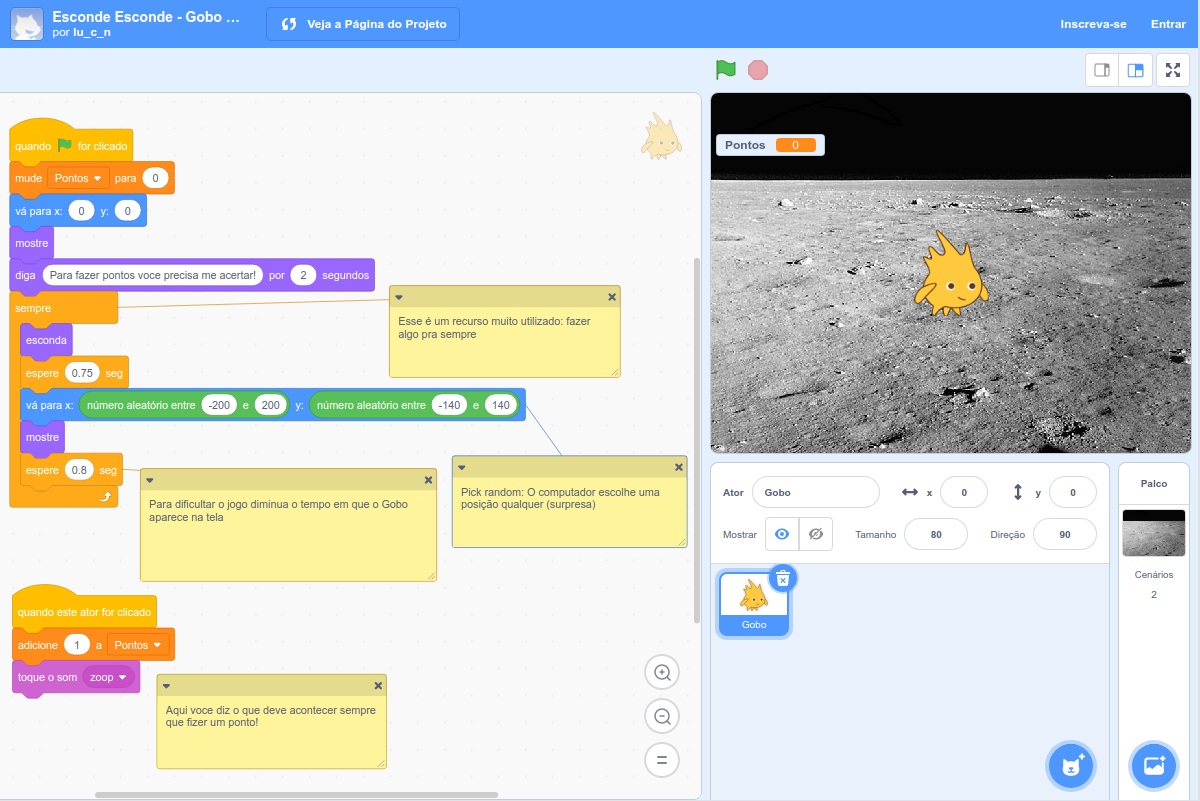 Esconde Esconde - Gobo ...
por lu_c_n
Veja a Página do Projeto
Inscreva-se
Entrar
quando for clicado
mude Pontos para 0
vá para x: 0 y: 0
mostre
diga Para fazer pontos voce precisa me acertar! por 2 segundos
sempre
esconda
espere 0.75 seg
vá para x: número aleatório entre -200 e 200 y: número aleatório entre -140 e 140
mostre
espere 0.8 seg
Esse é um recurso muito utilizado: fazer
algo pra sempre
Para dificultar o jogo diminua o tempo em que o Gobo
aparece na tela
Pick random: O computador escolhe uma
posição qualquer (surpresa)
quando este ator for clicado
adicione 1 a Pontos
toque o som zoop
Aqui voce diz o que deve acontecer sempre
que fizer um ponto!
Pontos 0
Ator Gobo x 0 y 0
Mostrar Tamanho 80 Direção 90
Gobo
Palco
Cenários
2